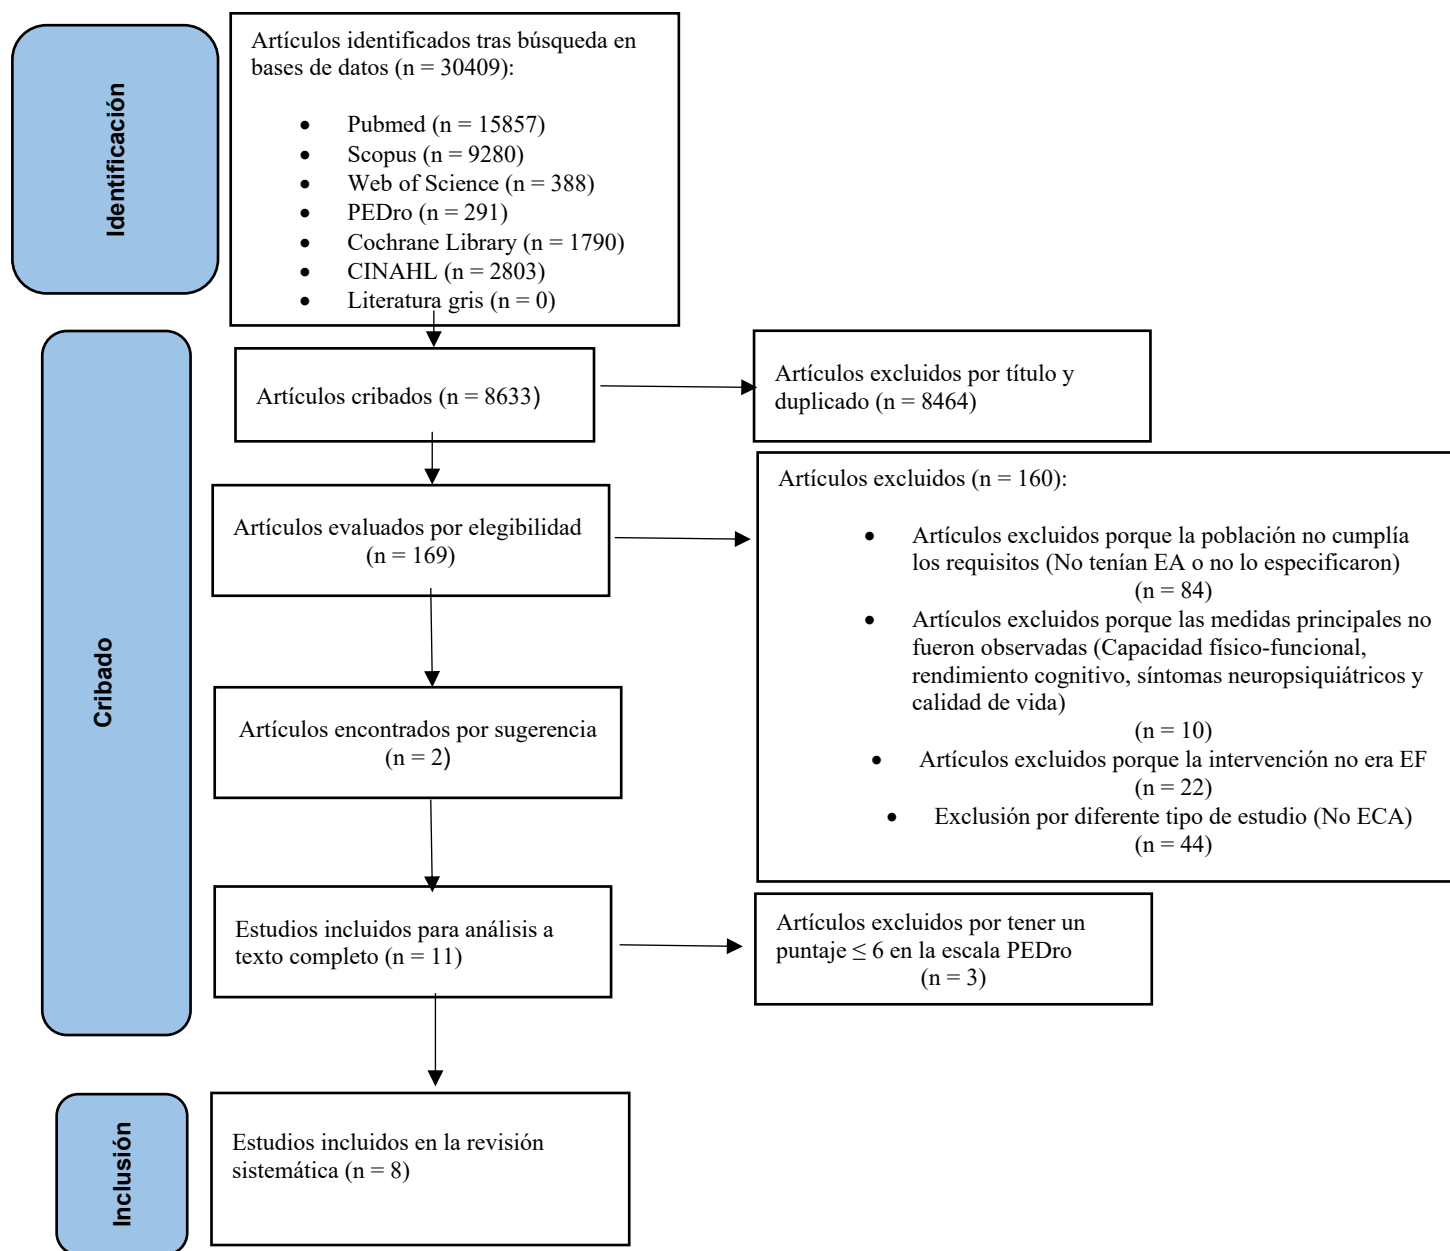 Identificación
Artículos identificados tras búsqueda en
bases de datos (n = 30409):
• Pubmed (n = 15857)
• Scopus (n = 9280)
• Web of Science (n = 388)
• PEDro (n = 291)
• Cochrane Library (n = 1790)
• CINAHL (n = 2803)
• Literatura gris (n = 0)
Cribado
Artículos cribados (n = 8633)
Artículos excluidos por título y
duplicado (n = 8464)
Artículos evaluados por elegibilidad
(n = 169)
Artículos excluidos (n = 160):
• Artículos excluidos porque la población no cumplía
los requisitos (No tenían EA o no lo especificaron)
(n = 84)
• Artículos excluidos porque las medidas principales no
fueron observadas (Capacidad físico-funcional,
rendimiento cognitivo, síntomas neuropsiquiátricos y
calidad de vida)
(n = 10)
• Artículos excluidos porque la intervención no era EF
(n = 22)
• Exclusión por diferente tipo de estudio (No ECA)
(n = 44)
Artículos encontrados por sugerencia
(n = 2)
Estudios incluidos para análisis a
texto completo (n = 11)
Artículos excluidos por tener un
puntaje ≤ 6 en la escala PEDro
(n = 3)
Inclusión
Estudios incluidos en la revisión
sistemática (n = 8)